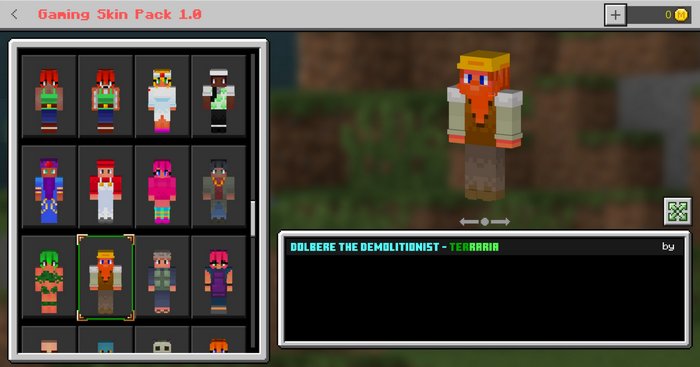 Gaming Skin Pack 1.0
0
DOLBERE THE DEMOLITIONIST - TERRARIA
by